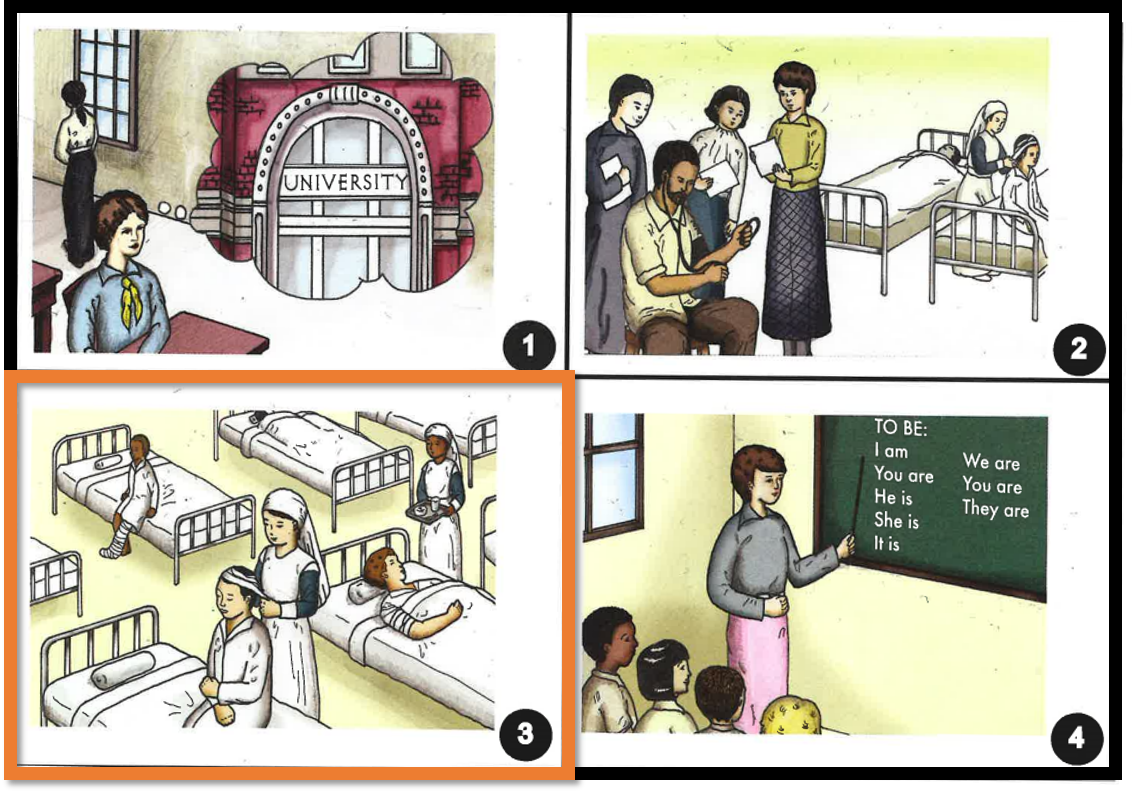 UNIVERSITY
1
2
3
TO BE:
I am
You are
He is
She is
It is
We are
You are
They are
4